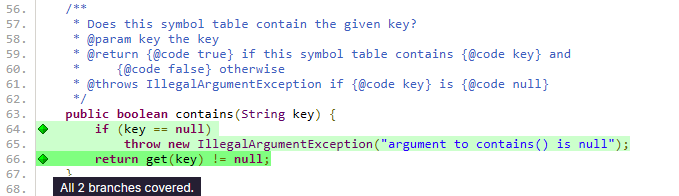 56. /**
57. * Does this symbol table contain the given key?
58. * @param key the key
59. * @return {@code true} if this symbol table contains {@code key} and
60. * {@code false} otherwise
61. * @throws IllegalArgumentException if {@code key} is {@code null}
62. */
63. public boolean contains(String key) {
64. if (key == null)
65. throw new IllegalArgumentException("argument to contains() is null");
66. return get(key) != null;
67. }
68. All 2 branches covered.